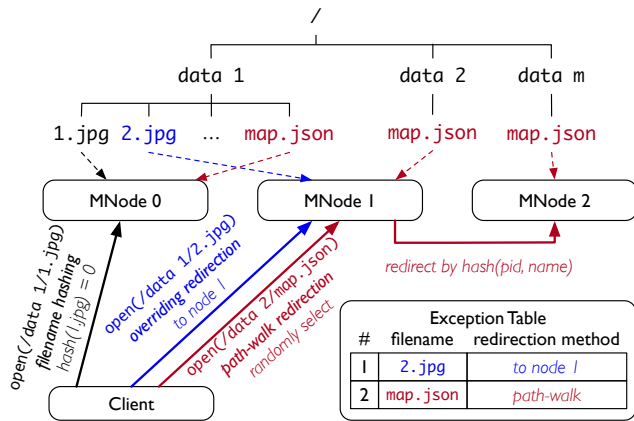 /
data 1 data 2 data m
1.jpg 2.jpg ... map.json map.json map.json
MNode 0 MNode 1 MNode 2
open(/data 1/1.jpg)
filename hashing
hash(1.jpg) = 0
open(/data 1/2.jpg)
overriding redirection
to node 1
open(/data 2/map.json)
path-walk redirection
randomly select
redirect by hash(pid, name)
Client
Exception Table
# filename redirection method
1 2.jpg to node 1
2 map.json path-walk